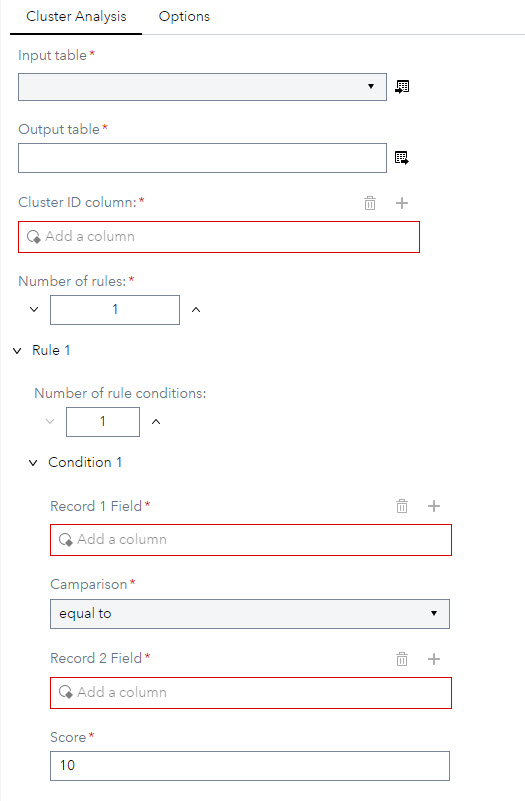 Cluster Analysis Options
Input table*
Output table*
Cluster ID column:*
Add a column
Number of rules:*
1
Rule 1
Number of rule conditions:
1
Condition 1
Record 1 Field*
Add a column
Camparison*
equal to
Record 2 Field*
Add a column
Score*
10